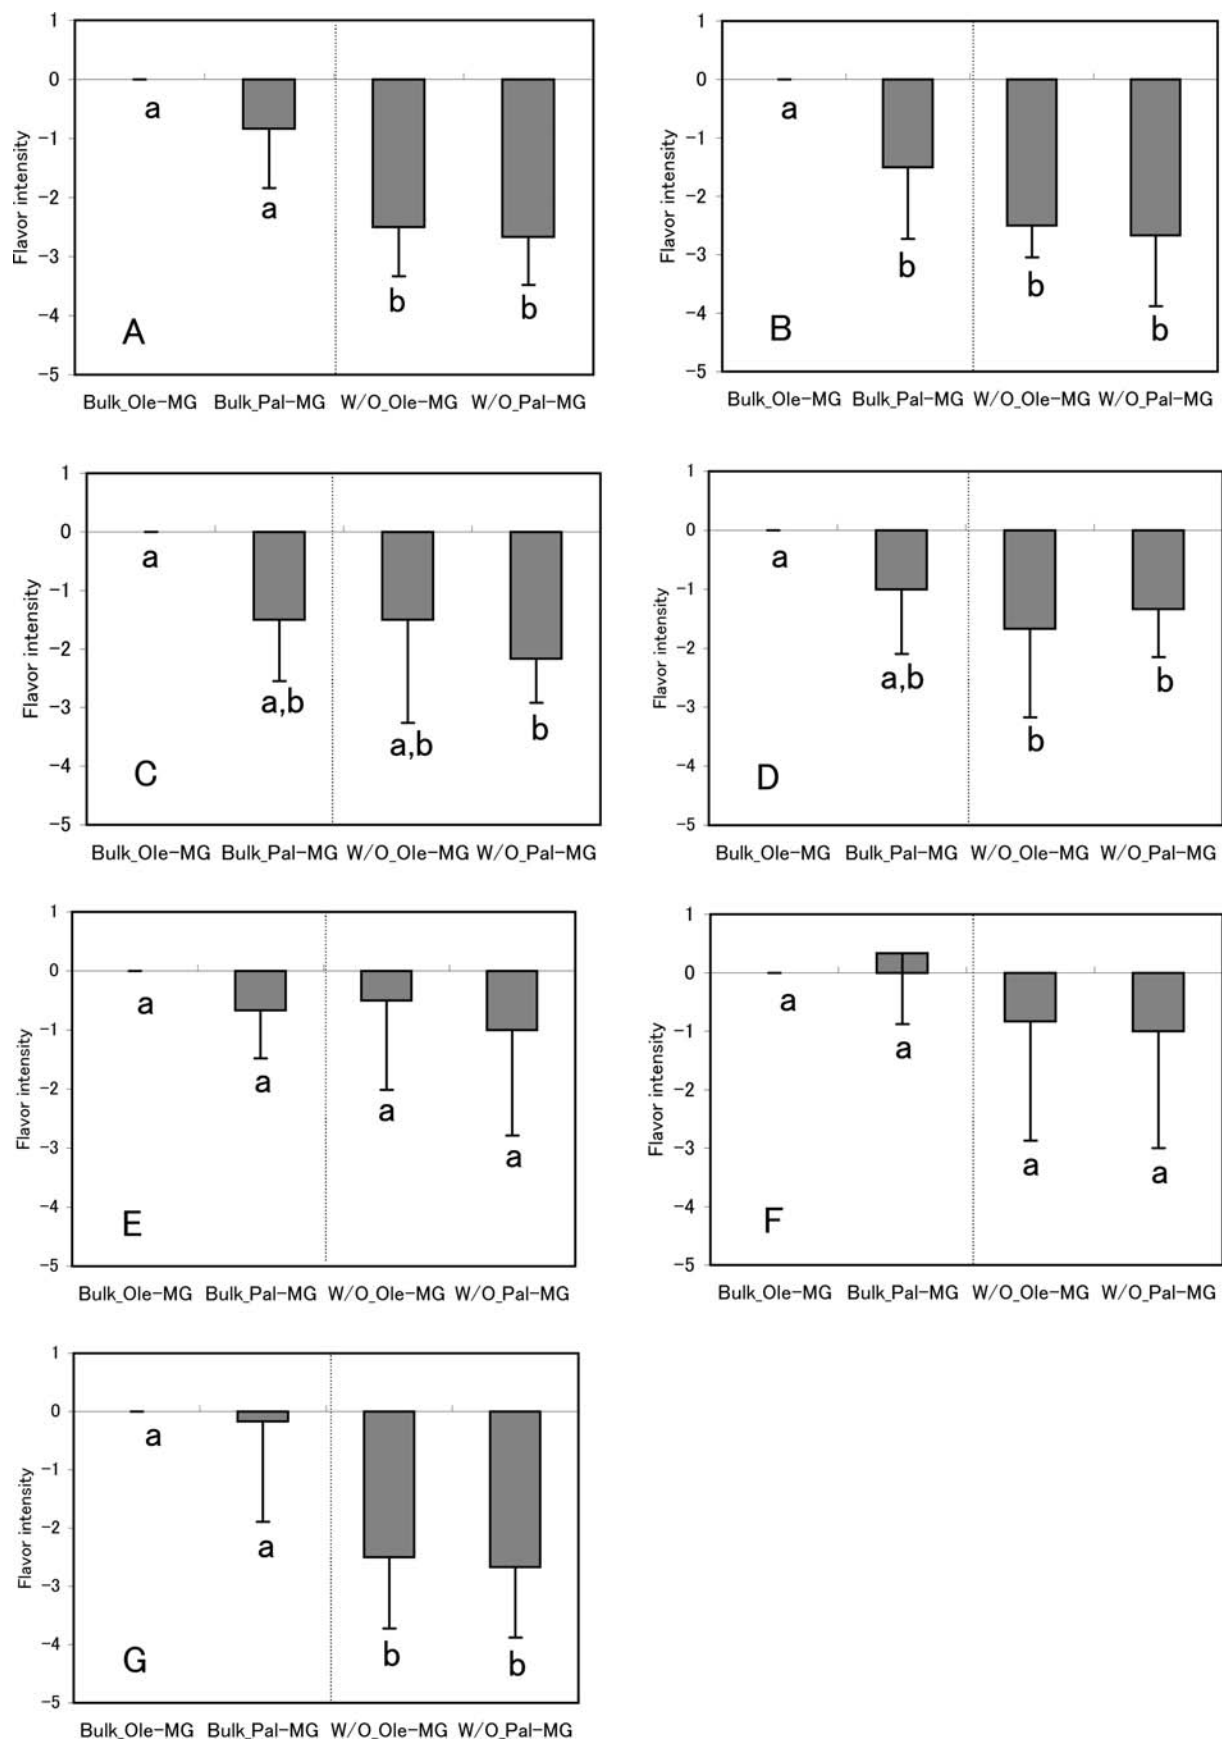 1
0
−1
−2
−3
−4
−5
Flavor intensity
a
a
b
b
A
Bulk_Ole-MG Bulk_Pal-MG W/O_Ole-MG W/O_Pal-MG
1
0
−1
−2
−3
−4
−5
Flavor intensity
a
b
b
b
B
Bulk_Ole-MG Bulk_Pal-MG W/O_Ole-MG W/O_Pal-MG
1
0
−1
−2
−3
−4
−5
Flavor intensity
a
a,b
a,b
b
C
Bulk_Ole-MG Bulk_Pal-MG W/O_Ole-MG W/O_Pal-MG
1
0
−1
−2
−3
−4
−5
Flavor intensity
a
a,b
b
b
D
Bulk_Ole-MG Bulk_Pal-MG W/O_Ole-MG W/O_Pal-MG
1
0
−1
−2
−3
−4
−5
Flavor intensity
a
a
a
a
E
Bulk_Ole-MG Bulk_Pal-MG W/O_Ole-MG W/O_Pal-MG
1
0
−1
−2
−3
−4
−5
Flavor intensity
a
a
a
a
F
Bulk_Ole-MG Bulk_Pal-MG W/O_Ole-MG W/O_Pal-MG
1
0
−1
−2
−3
−4
−5
Flavor intensity
a
a
b
b
G
Bulk_Ole-MG Bulk_Pal-MG W/O_Ole-MG W/O_Pal-MG